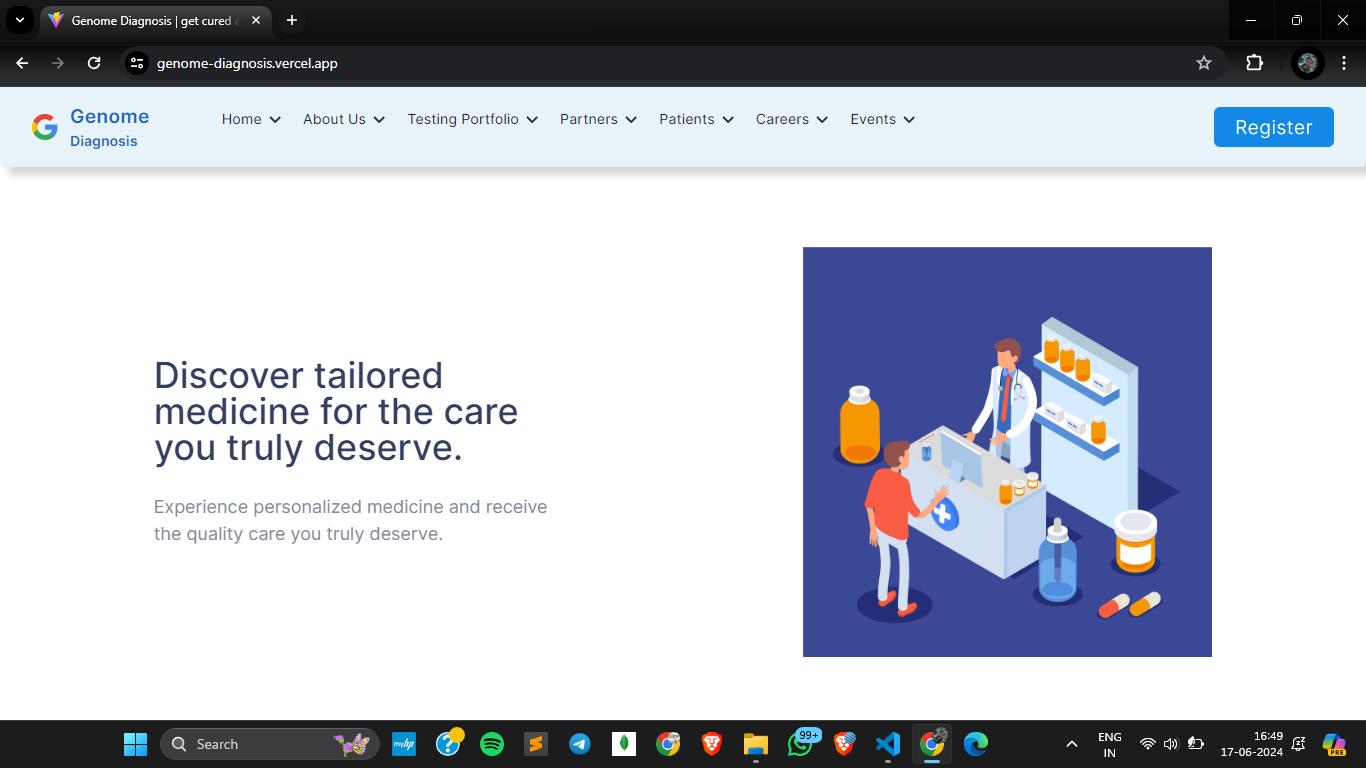 Genome Diagnosis | get cured
genome-diagnosis.vercel.app
Genome
Diagnosis
Home
About Us
Testing Portfolio
Partners
Patients
Careers
Events
Register
Discover tailored
medicine for the care
you truly deserve.
Experience personalized medicine and receive
the quality care you truly deserve.
Search
myhp
99+
ENG
IN
16:49
17-06-2024
PRE